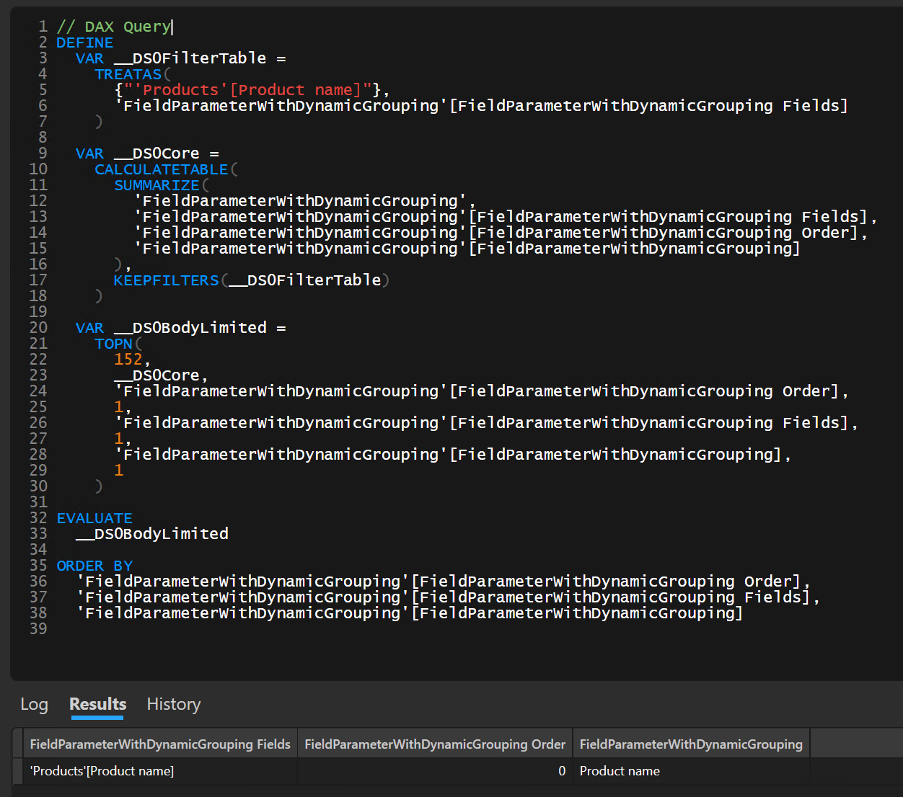 1 // DAX Query
2 DEFINE
3 VAR __DS0FilterTable =
4 TREATAS(
5 {"'Products'[Product name]"},
6 'FieldParameterWithDynamicGrouping'[FieldParameterWithDynamicGrouping Fields]
7 )
8
9 VAR __DS0Core =
10 CALCULATETABLE(
11 SUMMARIZE(
12 'FieldParameterWithDynamicGrouping',
13 'FieldParameterWithDynamicGrouping'[FieldParameterWithDynamicGrouping Fields],
14 'FieldParameterWithDynamicGrouping'[FieldParameterWithDynamicGrouping Order],
15 'FieldParameterWithDynamicGrouping'[FieldParameterWithDynamicGrouping]
16 ),
17 KEEPFILTERS(__DS0FilterTable)
18 )
19
20 VAR __DS0BodyLimited =
21 TOPN(
22 152,
23 __DS0Core,
24 'FieldParameterWithDynamicGrouping'[FieldParameterWithDynamicGrouping Order],
25 1,
26 'FieldParameterWithDynamicGrouping'[FieldParameterWithDynamicGrouping Fields],
27 1,
28 'FieldParameterWithDynamicGrouping'[FieldParameterWithDynamicGrouping],
29 1
30 )
31
32 EVALUATE
33 __DS0BodyLimited
34
35 ORDER BY
36 'FieldParameterWithDynamicGrouping'[FieldParameterWithDynamicGrouping Order],
37 'FieldParameterWithDynamicGrouping'[FieldParameterWithDynamicGrouping Fields],
38 'FieldParameterWithDynamicGrouping'[FieldParameterWithDynamicGrouping]
39
Log Results History
FieldParameterWithDynamicGrouping Fields FieldParameterWithDynamicGrouping Order FieldParameterWithDynamicGrouping
'Products'[Product name] 0 Product name